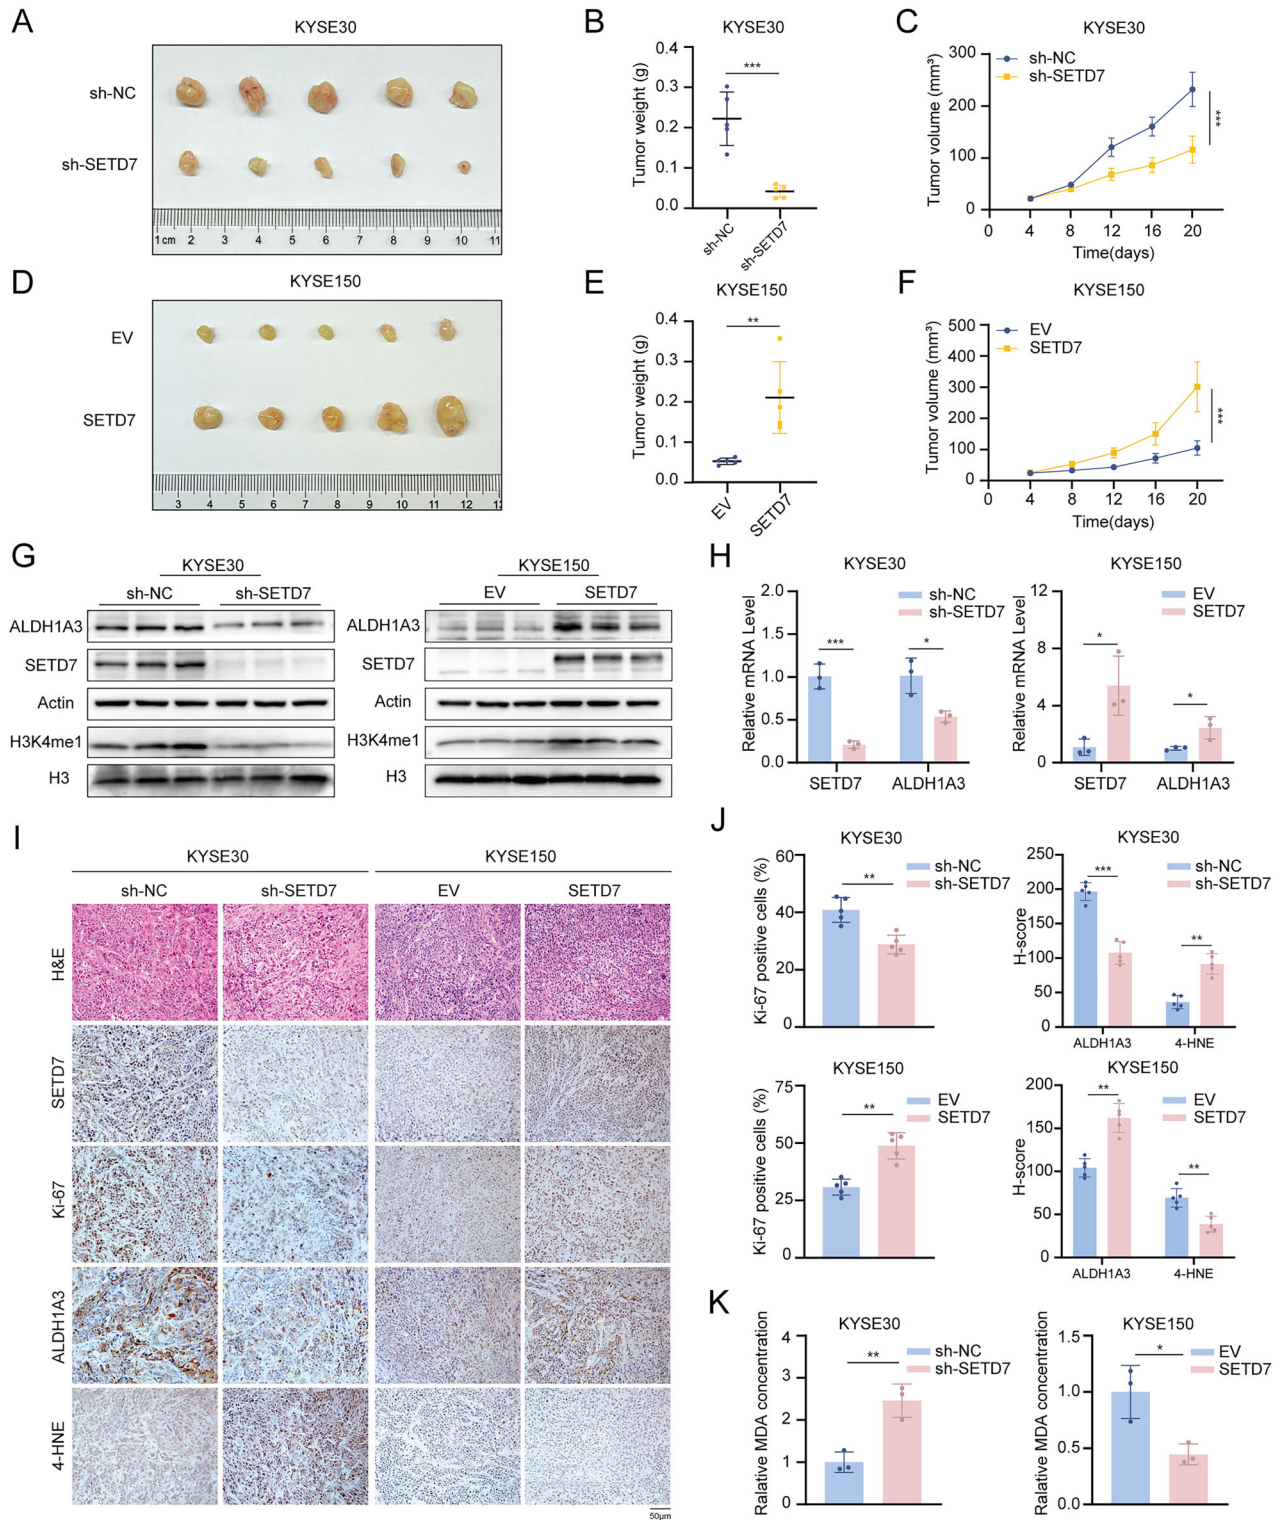 A
KYSE30
sh-NC
sh-SETD7
1 cm 2 3 4 5 6 7 8 9 10 11
B
KYSE30
Tumor weight (g)
0.4
0.3
0.2
0.1
0.0
***
sh-NC
sh-SETD7
C
KYSE30
Tumor volume (mm³)
300
200
100
0
sh-NC
sh-SETD7
***
0 4 8 12 16 20
Time(days)
D
KYSE150
EV
SETD7
3 4 5 6 7 8 9 10 11 12
E
KYSE150
Tumor weight (g)
0.4
0.3
0.2
0.1
0.0
**
EV
SETD7
F
KYSE150
Tumor volume (mm³)
500
400
300
200
100
0
EV
SETD7
***
0 4 8 12 16 20
Time(days)
G
KYSE30
sh-NC sh-SETD7
ALDH1A3
SETD7
Actin
H3K4me1
H3
KYSE150
EV SETD7
ALDH1A3
SETD7
Actin
H3K4me1
H3
H
KYSE30
sh-NC
sh-SETD7
Relative mRNA Level
2.0
1.5
1.0
0.5
0.0
*** *
SETD7 ALDH1A3
KYSE150
EV
SETD7
Relative mRNA Level
12
8
4
0
* *
SETD7 ALDH1A3
I
KYSE30 KYSE150
sh-NC sh-SETD7 EV SETD7
H&E
SETD7
Ki-67
ALDH1A3
4-HNE
50μm
J
KYSE30
sh-NC
sh-SETD7
Ki-67 positive cells (%)
60
40
20
0
**
KYSE30
sh-NC
sh-SETD7
H-score
250
200
150
100
50
0
*** **
ALDH1A3 4-HNE
KYSE150
EV
SETD7
Ki-67 positive cells (%)
75
50
25
0
**
KYSE150
EV
SETD7
H-score
200
150
100
50
0
** **
ALDH1A3 4-HNE
K
KYSE30
sh-NC
sh-SETD7
Ralative MDA concentration
4
3
2
1
0
**
KYSE150
EV
SETD7
Ralative MDA concentration
1.5
1.0
0.5
0.0
*